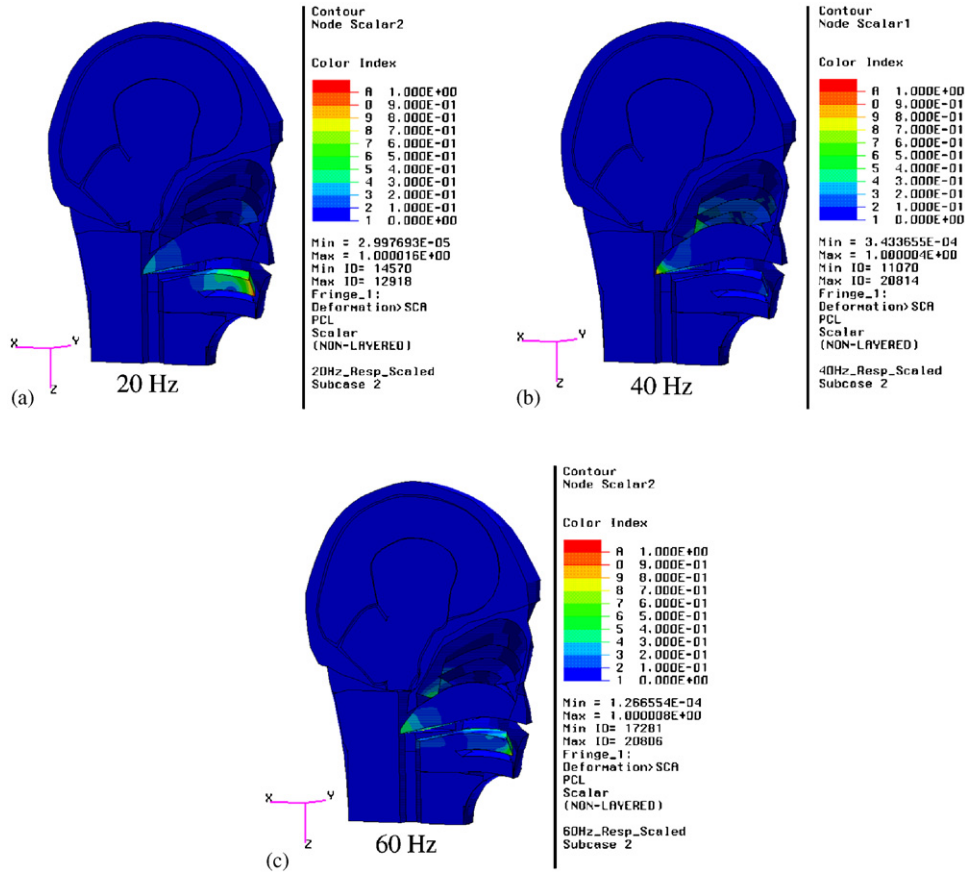 Contour
Node Scalar2
Color Index
A 1.000E+00
0 9.000E-01
9 8.000E-01
8 7.000E-01
7 6.000E-01
6 5.000E-01
5 4.000E-01
4 3.000E-01
3 2.000E-01
2 1.000E-01
1 0.000E+00
Min = 2.997693E-05
Max = 1.000016E+00
Min ID= 14570
Max ID= 12918
Fringe_1:
Deformation>SCA
PCL
Scalar
(NON-LAYERED)
20Hz_Resp_Scaled
Subcase 2
X
Y
Z
(a)
20 Hz
Contour
Node Scalar1
Color Index
A 1.000E+00
0 9.000E-01
9 8.000E-01
8 7.000E-01
7 6.000E-01
6 5.000E-01
5 4.000E-01
4 3.000E-01
3 2.000E-01
2 1.000E-01
1 0.000E+00
Min = 3.433655E-04
Max = 1.000004E+00
Min ID= 11070
Max ID= 20814
Fringe_1:
Deformation>SCA
PCL
Scalar
(NON-LAYERED)
40Hz_Resp_Scaled
Subcase 2
X
Y
Z
(b)
40 Hz
Contour
Node Scalar2
Color Index
A 1.000E+00
0 9.000E-01
9 8.000E-01
8 7.000E-01
7 6.000E-01
6 5.000E-01
5 4.000E-01
4 3.000E-01
3 2.000E-01
2 1.000E-01
1 0.000E+00
Min = 1.266554E-04
Max = 1.000008E+00
Min ID= 17281
Max ID= 20806
Fringe_1:
Deformation>SCA
PCL
Scalar
(NON-LAYERED)
60Hz_Resp_Scaled
Subcase 2
X
Y
Z
(c)
60 Hz